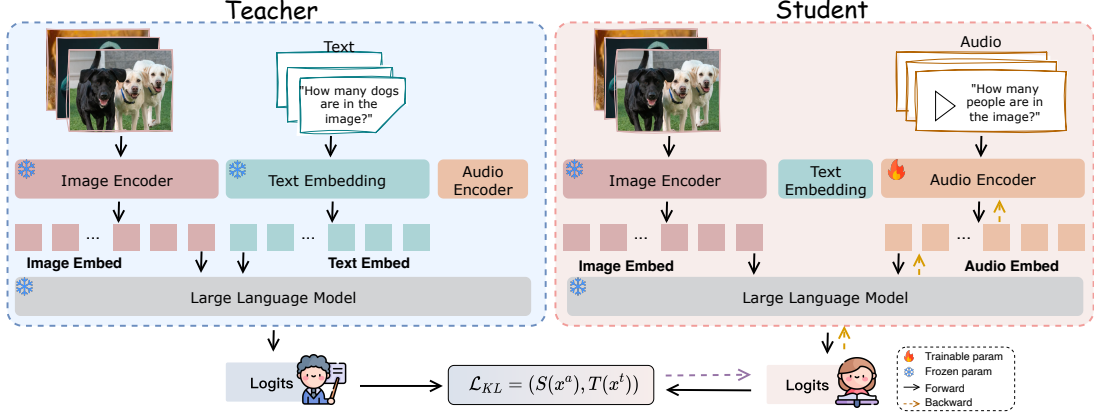 Teacher
Text
"How many dogs
are in the
image?"
Image Encoder
Text Embedding
Audio
Encoder
...
...
Image Embed
Text Embed
Large Language Model
Logits
Student
Audio
"How many
people are in
the image?"
Image Encoder
Text
Embedding
Audio Encoder
...
...
Image Embed
Audio Embed
Large Language Model
Logits
$\mathcal{L}_{KL} = (S(x^a), T(x^t))$
Trainable param
Frozen param
Forward
Backward